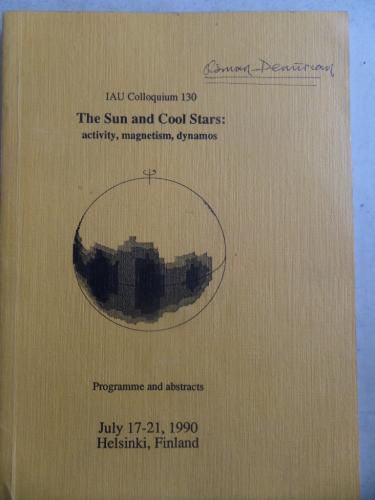 IAU Colloquium 130
The Sun and Cool Stars:
activity, magnetism, dynamos
Programme and abstracts
July 17-21, 1990
Helsinki, Finland